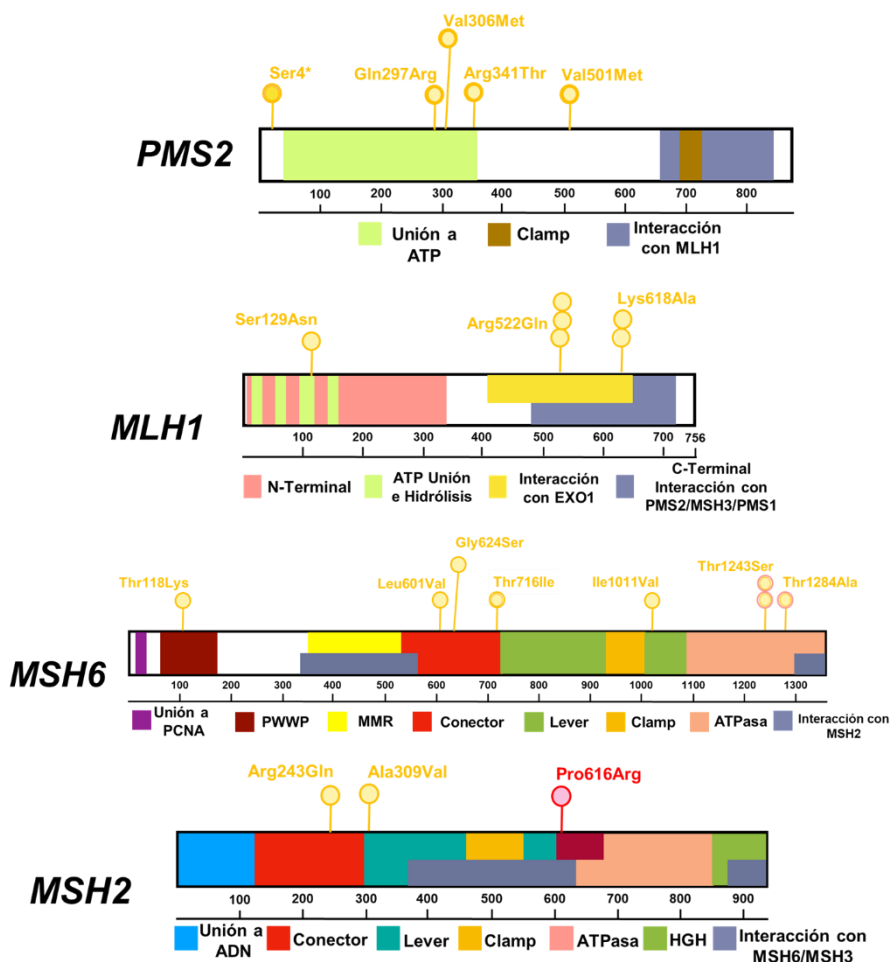 Val306Met
Ser4*
Gln297Arg
Arg341Thr
Val501Met
PMS2
100 200 300 400 500 600 700 800
Unión a
ATP
Clamp
Interacción
con MLH1
Ser129Asn
Arg522Gln
Lys618Ala
MLH1
100 200 300 400 500 600 700 756
N-Terminal
ATP Unión
e Hidrólisis
Interacción
con EXO1
C-Terminal
Interacción con
PMS2/MSH3/PMS1
Gly624Ser
Thr118Lys
Leu601Val
Thr716Ile
Ile1011Val
Thr1243Ser
Thr1284Ala
MSH6
100 200 300 400 500 600 700 800 900 1000 1100 1200 1300
Unión a
PCNA
PWWP
MMR
Conector
Lever
Clamp
ATPasa
Interacción con
MSH2
Arg243Gln
Ala309Val
Pro616Arg
MSH2
100 200 300 400 500 600 700 800 900
Unión a
ADN
Conector
Lever
Clamp
ATPasa
HGH
Interacción con
MSH6/MSH3